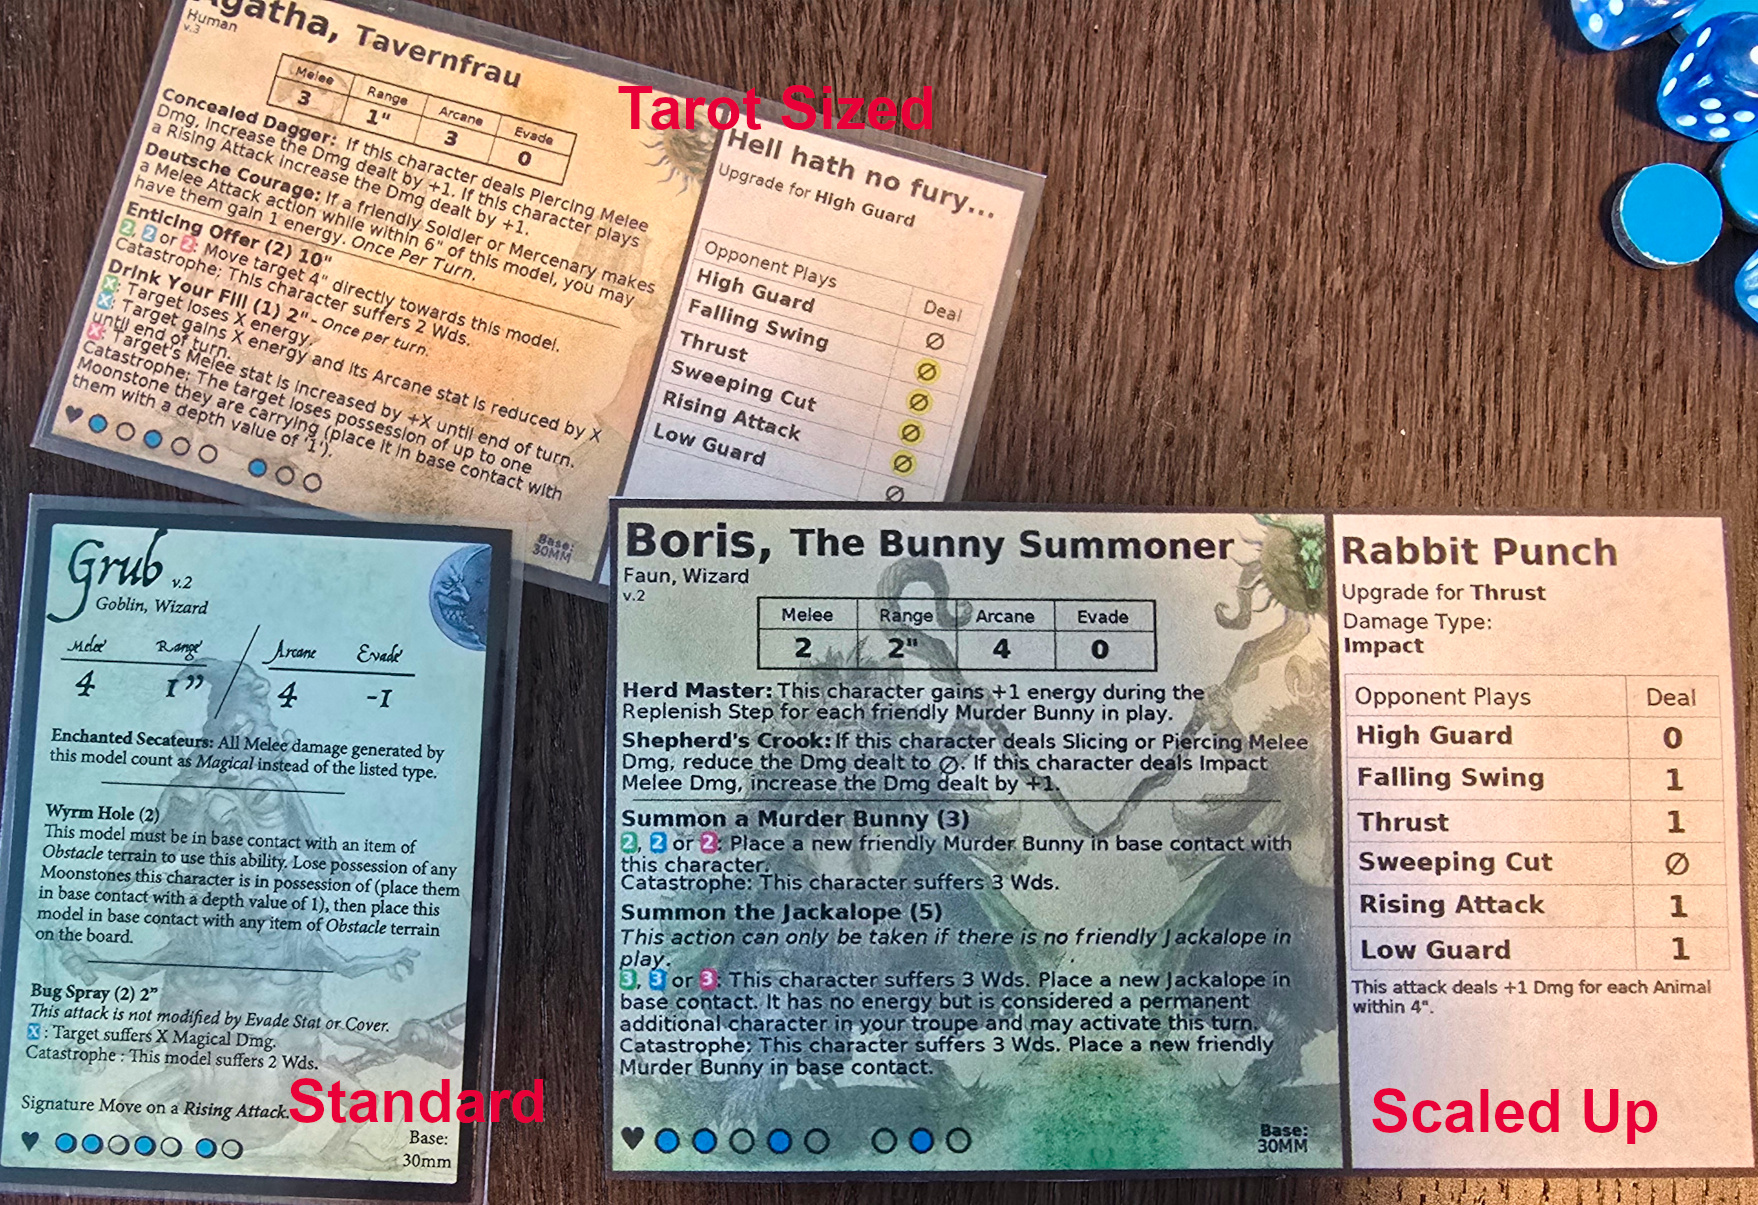 Agatha, Tavernfrau
Human
v.3
Melee Range Arcane Evade
3 1" 3 0
Concealed Dagger: If this character deals Piercing Melee
Dmg, Increase the Dmg dealt by +1. If this character plays
a Rising Attack increase the Dmg dealt by +1.
Deutsche Courage: If a friendly Soldier or Mercenary makes
a Melee Attack action while within 6" of this model, you may
have them gain 1 energy. Once Per Turn.
Enticing Offer (2) 10"
2, 2 or 2: Move target 4" directly towards this model.
Catastrophe: This character suffers 2 Wds.
Drink Your Fill (1) 2" - Once per turn.
X: Target loses X energy.
X: Target gains X energy and its Arcane stat is reduced by X
until end of turn.
X: Target's Melee stat is increased by +X until end of turn.
Catastrophe: The target loses possession of up to one
Moonstone they are carrying (place it in base contact with
them with a depth value of '1').
Base:
30MM
Tarot Sized
Hell hath no fury...
Upgrade for High Guard
Opponent Plays Deal
High Guard Ø
Falling Swing Ø
Thrust Ø
Sweeping Cut Ø
Rising Attack Ø
Low Guard Ø
Grub v.2
Goblin, Wizard
Melee Range Arcane Evade
4 1” 4 -1
Enchanted Secateurs: All Melee damage generated by
this model count as Magical instead of the listed type.
Wyrm Hole (2)
This model must be in base contact with an item of
Obstacle terrain to use this ability. Lose possession of any
Moonstones this character is in possession of (place them
in base contact with a depth value of 1), then place this
model in base contact with any item of Obstacle terrain
on the board.
Bug Spray (2) 2”
This attack is not modified by Evade Stat or Cover.
X : Target suffers X Magical Dmg.
Catastrophe : This model suffers 2 Wds.
Signature Move on a Rising Attack.
Base:
30mm
Standard
Boris, The Bunny Summoner
Faun, Wizard
v.2
Melee Range Arcane Evade
2 2" 4 0
Herd Master: This character gains +1 energy during the
Replenish Step for each friendly Murder Bunny in play.
Shepherd's Crook: If this character deals Slicing or Piercing Melee
Dmg, reduce the Dmg dealt to Ø. If this character deals Impact
Melee Dmg, increase the Dmg dealt by +1.
Summon a Murder Bunny (3)
2, 2 or 2: Place a new friendly Murder Bunny in base contact with
this character.
Catastrophe: This character suffers 3 Wds.
Summon the Jackalope (5)
This action can only be taken if there is no friendly Jackalope in
play.
3, 3 or 3: This character suffers 3 Wds. Place a new Jackalope in
base contact. It has no energy but is considered a permanent
additional character in your troupe and may activate this turn.
Catastrophe: This character suffers 3 Wds. Place a new friendly
Murder Bunny in base contact.
Base:
30MM
Rabbit Punch
Upgrade for Thrust
Damage Type:
Impact
Opponent Plays Deal
High Guard 0
Falling Swing 1
Thrust 1
Sweeping Cut Ø
Rising Attack 1
Low Guard 1
This attack deals +1 Dmg for each Animal
within 4".
Scaled Up